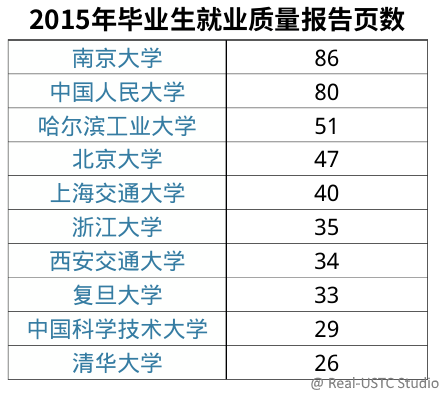 2015年毕业生就业质量报告页数
南京大学 86
中国人民大学 80
哈尔滨工业大学 51
北京大学 47
上海交通大学 40
浙江大学 35
西安交通大学 34
复旦大学 33
中国科学技术大学 29
清华大学 26
@ Real-USTC Studio